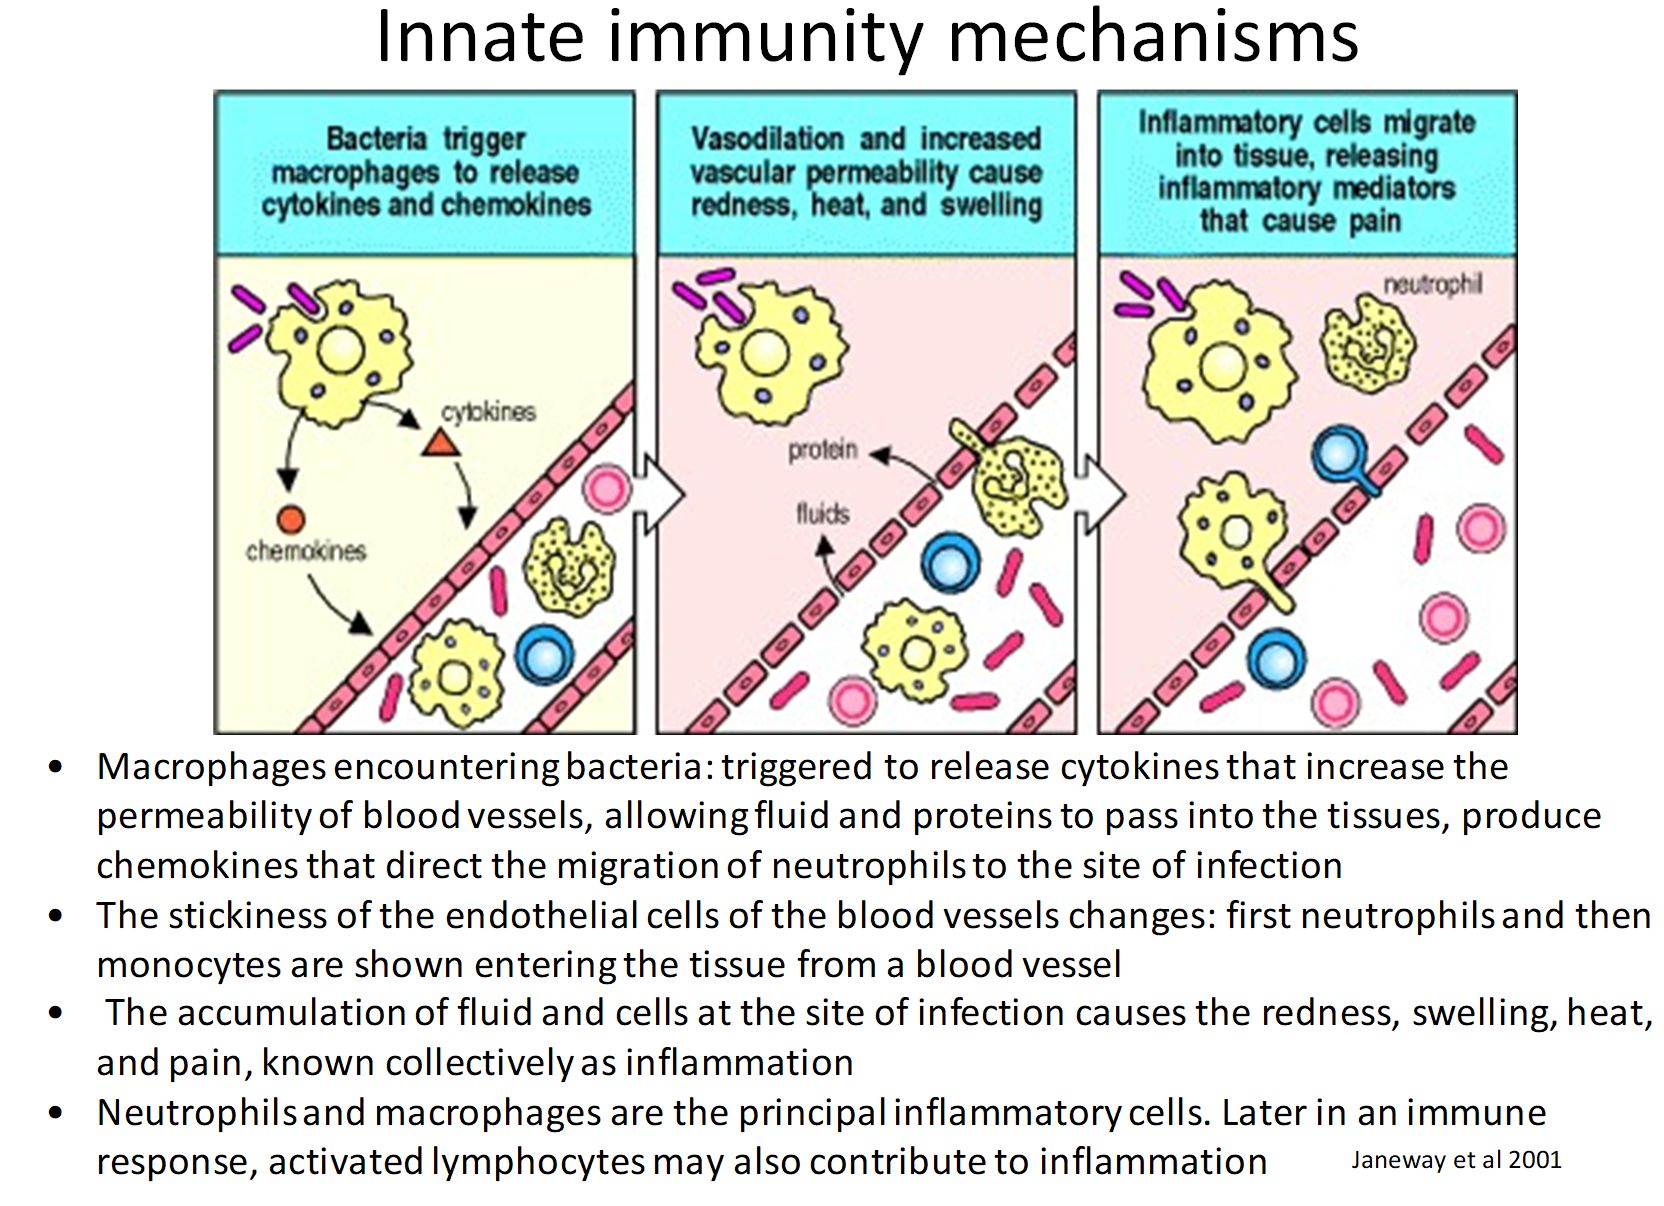 Innate immunity mechanisms
Bacteria trigger
macrophages to release
cytokines and chemokines
Vasodilation and increased
vascular permeability cause
redness, heat, and swelling
Inflammatory cells migrate
into tissue, releasing
inflammatory mediators
that cause pain
cytokines
chemokines
protein
fluids
neutrophil
• Macrophages encountering bacteria: triggered to release cytokines that increase the
permeability of blood vessels, allowing fluid and proteins to pass into the tissues, produce
chemokines that direct the migration of neutrophils to the site of infection
• The stickiness of the endothelial cells of the blood vessels changes: first neutrophils and then
monocytes are shown entering the tissue from a blood vessel
• The accumulation of fluid and cells at the site of infection causes the redness, swelling, heat,
and pain, known collectively as inflammation
• Neutrophils and macrophages are the principal inflammatory cells. Later in an immune
response, activated lymphocytes may also contribute to inflammation
Janeway et al 2001